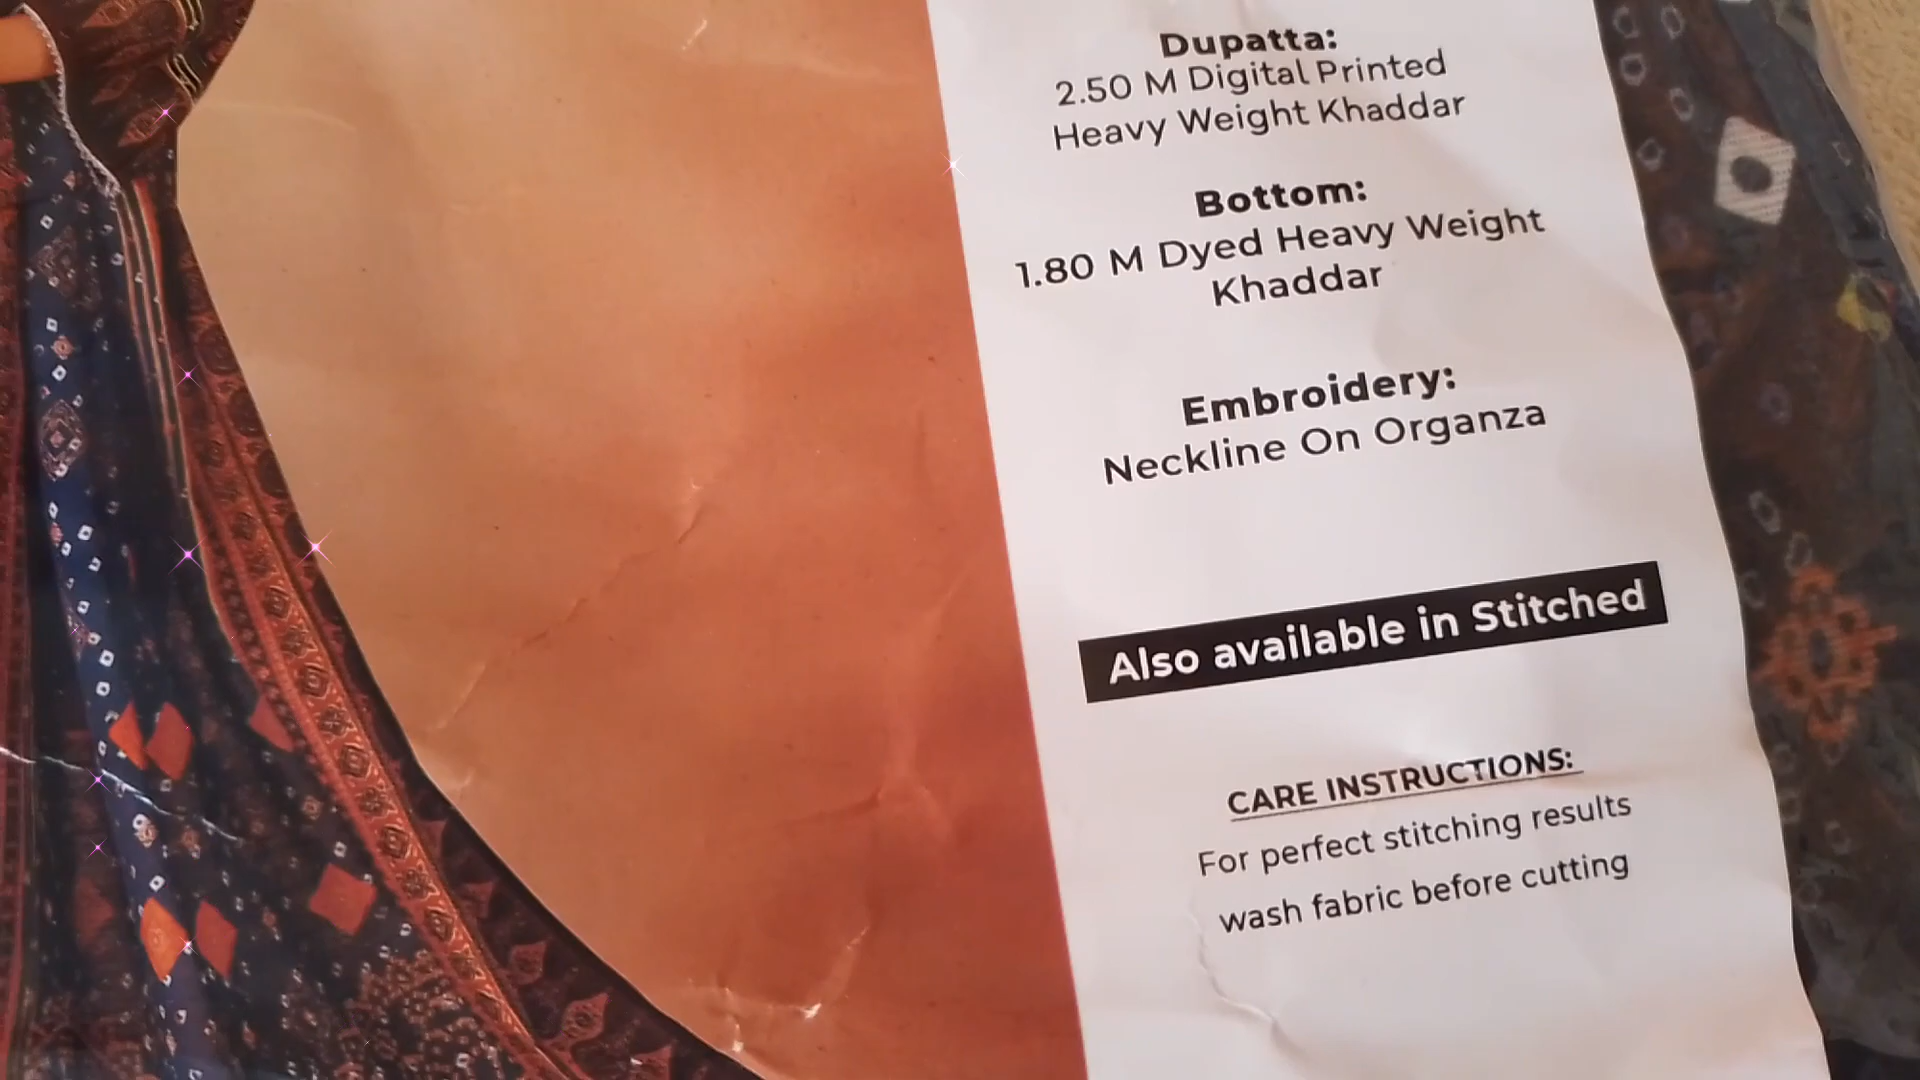 Dupatta:
2.50 M Digital Printed
Heavy Weight Khaddar
Bottom:
1.80 M Dyed Heavy Weight
Khaddar
Embroidery:
Neckline On Organza
Also available in Stitched
CARE INSTRUCTIONS:
For perfect stitching results
wash fabric before cutting